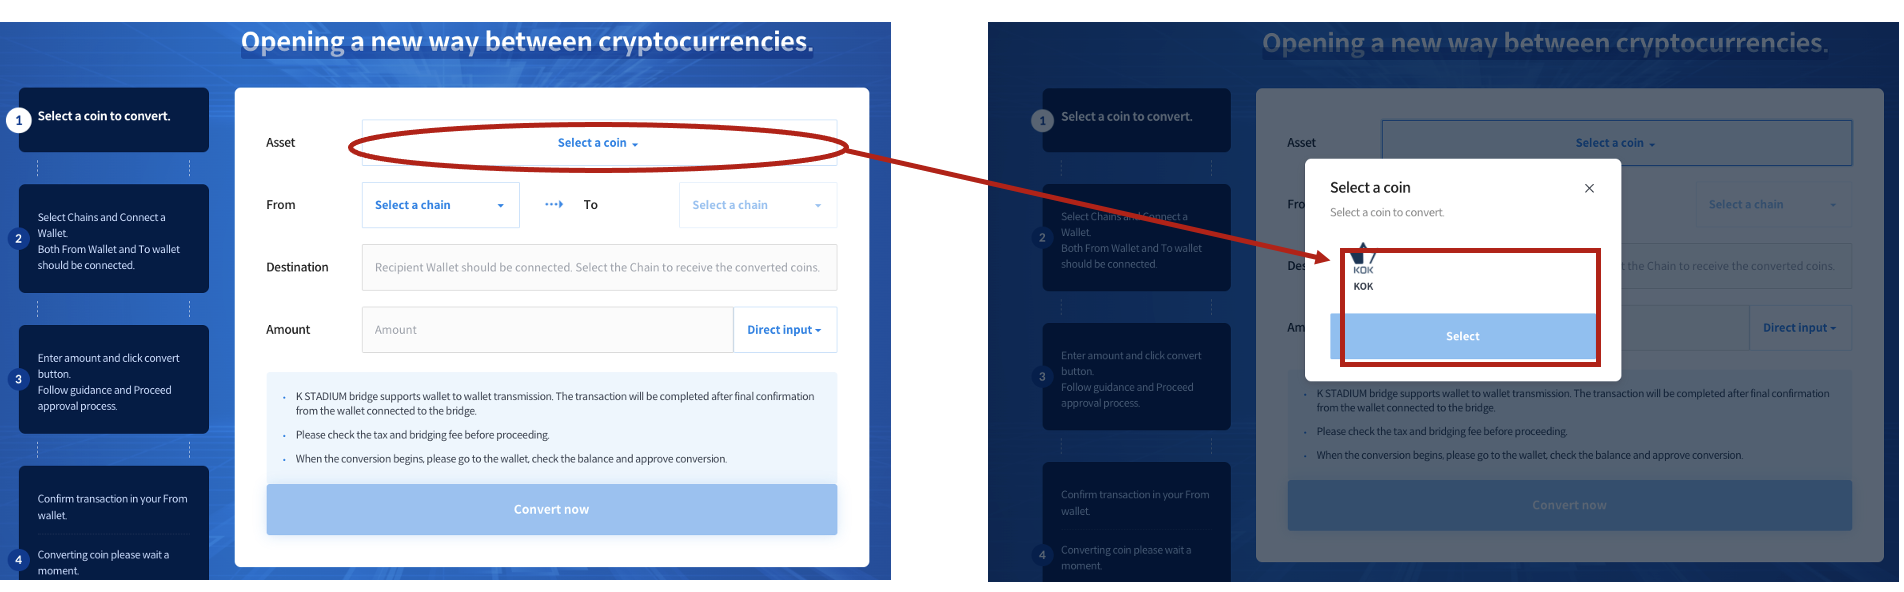 Opening a new way between cryptocurrencies.
1
Select a coin to convert.
2
Select Chains and Connect a
Wallet.
Both From Wallet and To wallet
should be connected.
3
Enter amount and click convert
button.
Follow guidance and Proceed
approval process.
Confirm transaction in your From
wallet.
4
Converting coin please wait a
moment.
Asset
Select a coin
From
Select a chain
To
Select a chain
Destination
Recipient Wallet should be connected. Select the Chain to receive the converted coins.
Amount
Amount
Direct input
K STADIUM bridge supports wallet to wallet transmission. The transaction will be completed after final confirmation
from the wallet connected to the bridge.
Please check the tax and bridging fee before proceeding.
When the conversion begins, please go to the wallet, check the balance and approve conversion.
Convert now
Opening a new way between cryptocurrencies.
1
Select a coin to convert.
2
Select Chains and Connect a
Wallet.
Both From Wallet and To wallet
should be connected.
3
Enter amount and click convert
button.
Follow guidance and Proceed
approval process.
Confirm transaction in your From
wallet.
4
Converting coin please wait a
moment.
Asset
Select a coin
Fro
Select a chain
Des
t the Chain to receive the converted coins.
Am
Direct input
Select a coin
Select a coin to convert.
KOK
KOK
Select
K STADIUM bridge supports wallet to wallet transmission. The transaction will be completed after final confirmation
from the wallet connected to the bridge.
Please check the tax and bridging fee before proceeding.
When the conversion begins, please go to the wallet, check the balance and approve conversion.
Convert now